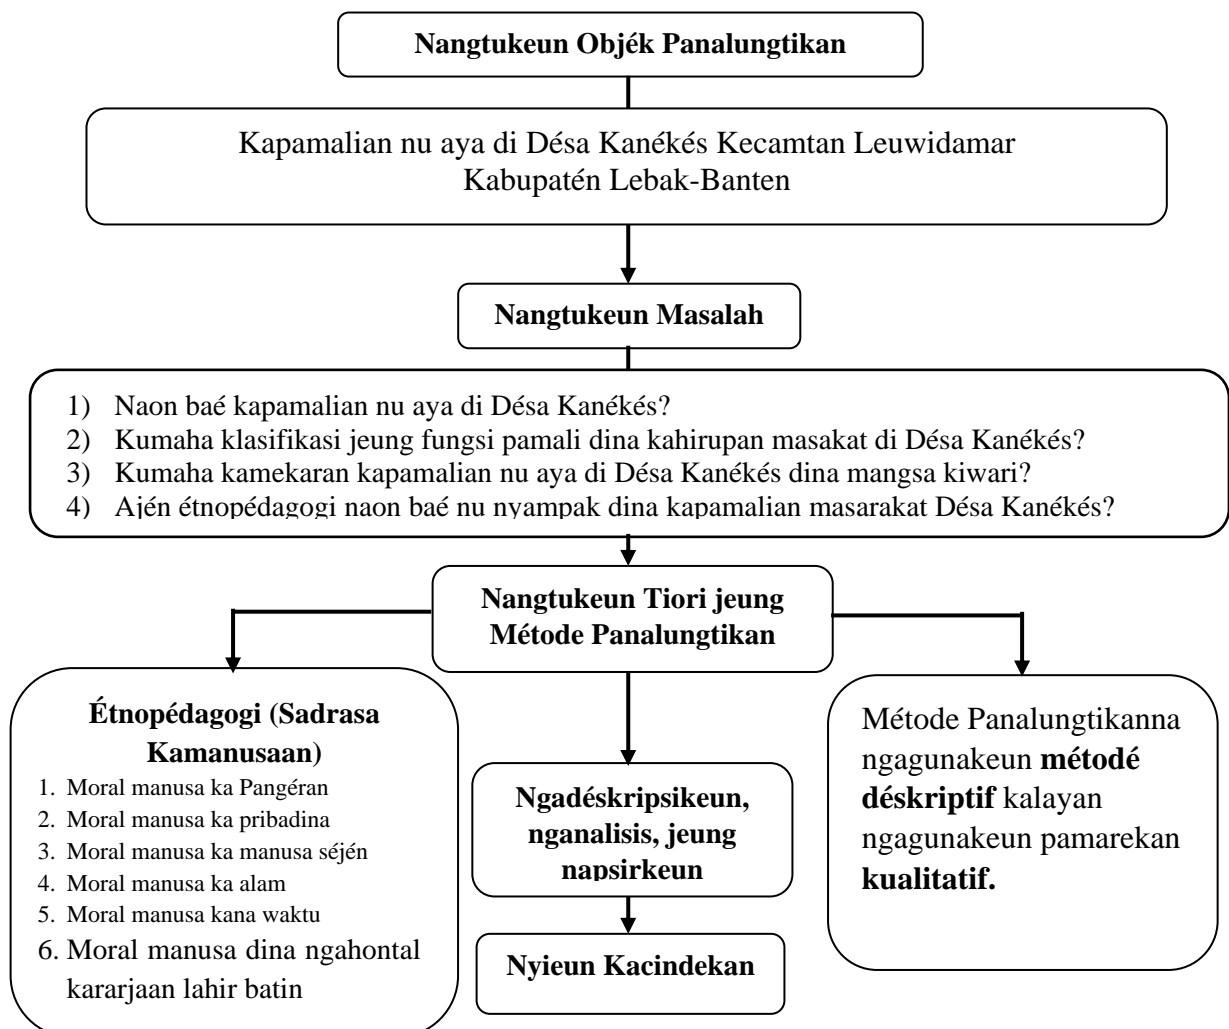 Nangtukeun Objék Panalungtikan
Kapamalian nu aya di Désa Kanékés Kecamtan Leuwidamar
Kabupatén Lebak-Banten
Nangtukeun Masalah
1) Naon baé kapamalian nu aya di Désa Kanékés?
2) Kumaha klasifikasi jeung fungsi pamali dina kahirupan masakat di Désa Kanékés?
3) Kumaha kamekaran kapamalian nu aya di Désa Kanékés dina mangsa kiwari?
4) Ajén étnopédagogi naon baé nu nyampak dina kapamalian masarakat Désa Kanékés?
Nangtukeun Tiori jeung
Métode Panalungtikan
Étnopédagogi (Sadrasa
Kamanusaan)
1. Moral manusa ka Pangéran
2. Moral manusa ka pribadina
3. Moral manusa ka manusa séjén
4. Moral manusa ka alam
5. Moral manusa kana waktu
6. Moral manusa dina ngahontal
kararjaan lahir batin
Ngadéskripsikeun,
nganalisis, jeung
napsirkeun
Nyieun Kacindekan
Métode Panalungtikanna
ngagunakeun métodé
déskriptif kalayan
ngagunakeun pamarekan
kualitatif.